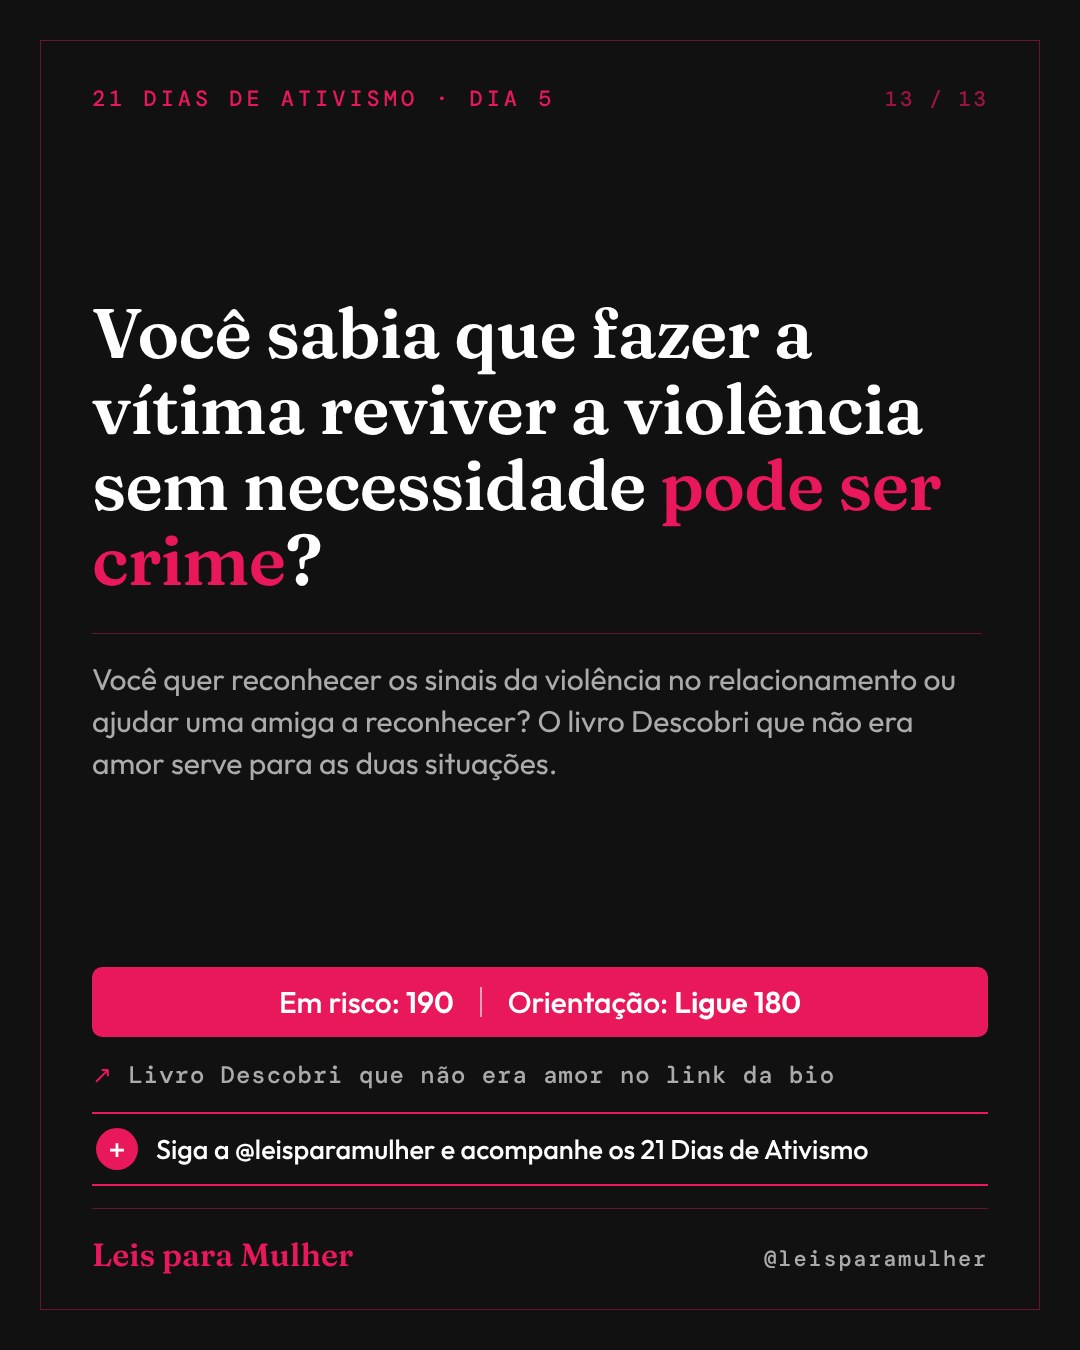 21 DIAS DE ATIVISMO · DIA 5
13 / 13
Você sabia que fazer a
vítima reviver a violência
sem necessidade pode ser
crime?
Você quer reconhecer os sinais da violência no relacionamento ou
ajudar uma amiga a reconhecer? O livro Descobri que não era
amor serve para as duas situações.
Em risco: 190 | Orientação: Ligue 180
↗ Livro Descobri que não era amor no link da bio
+ Siga a @leisparamulher e acompanhe os 21 Dias de Ativismo
Leis para Mulher
@leisparamulher